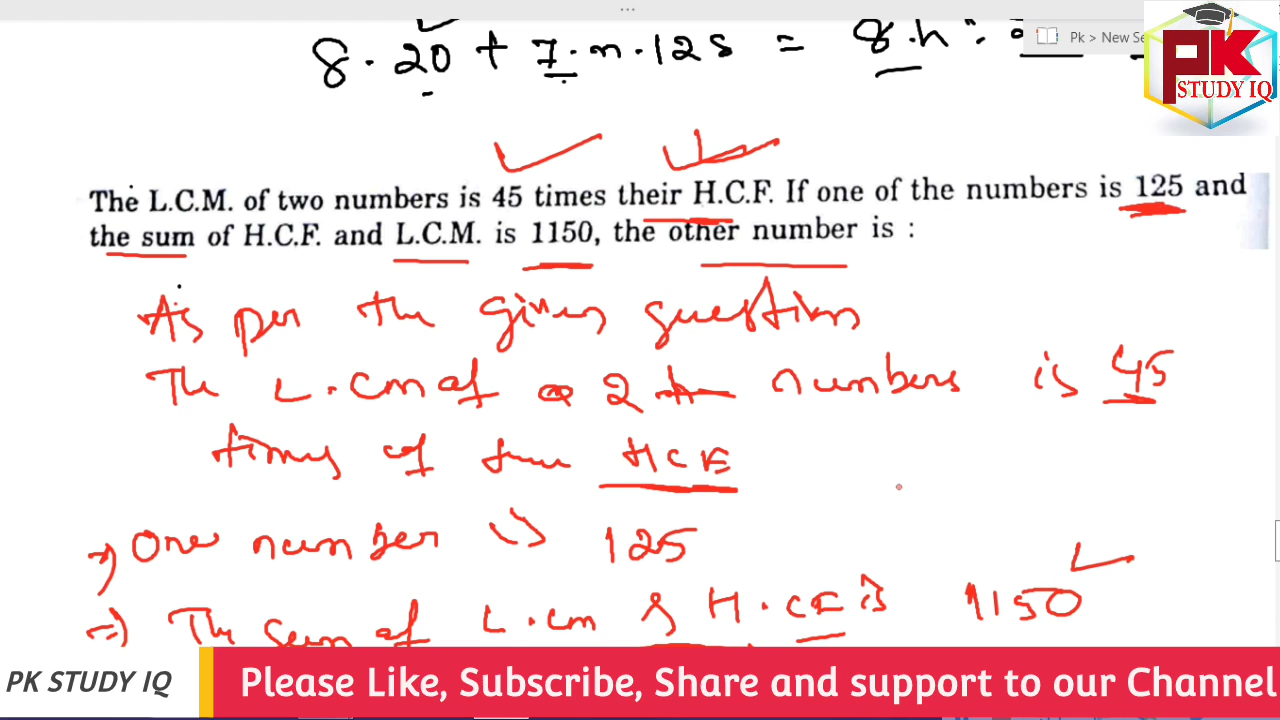 8 . 20 + 7 . n . 125 = 8 . h
Pk > New Se
PK
STUDY IQ
The L.C.M. of two numbers is 45 times their H.C.F. If one of the numbers is 125 and
the sum of H.C.F. and L.C.M. is 1150, the other number is :
As per the given question
The L.cm of 2 numbers is 45
times of HCF
⇒ One number is 125
⇒ The sum of L.cm & H.CF is 1150
PK STUDY IQ
Please Like, Subscribe, Share and support to our Channel